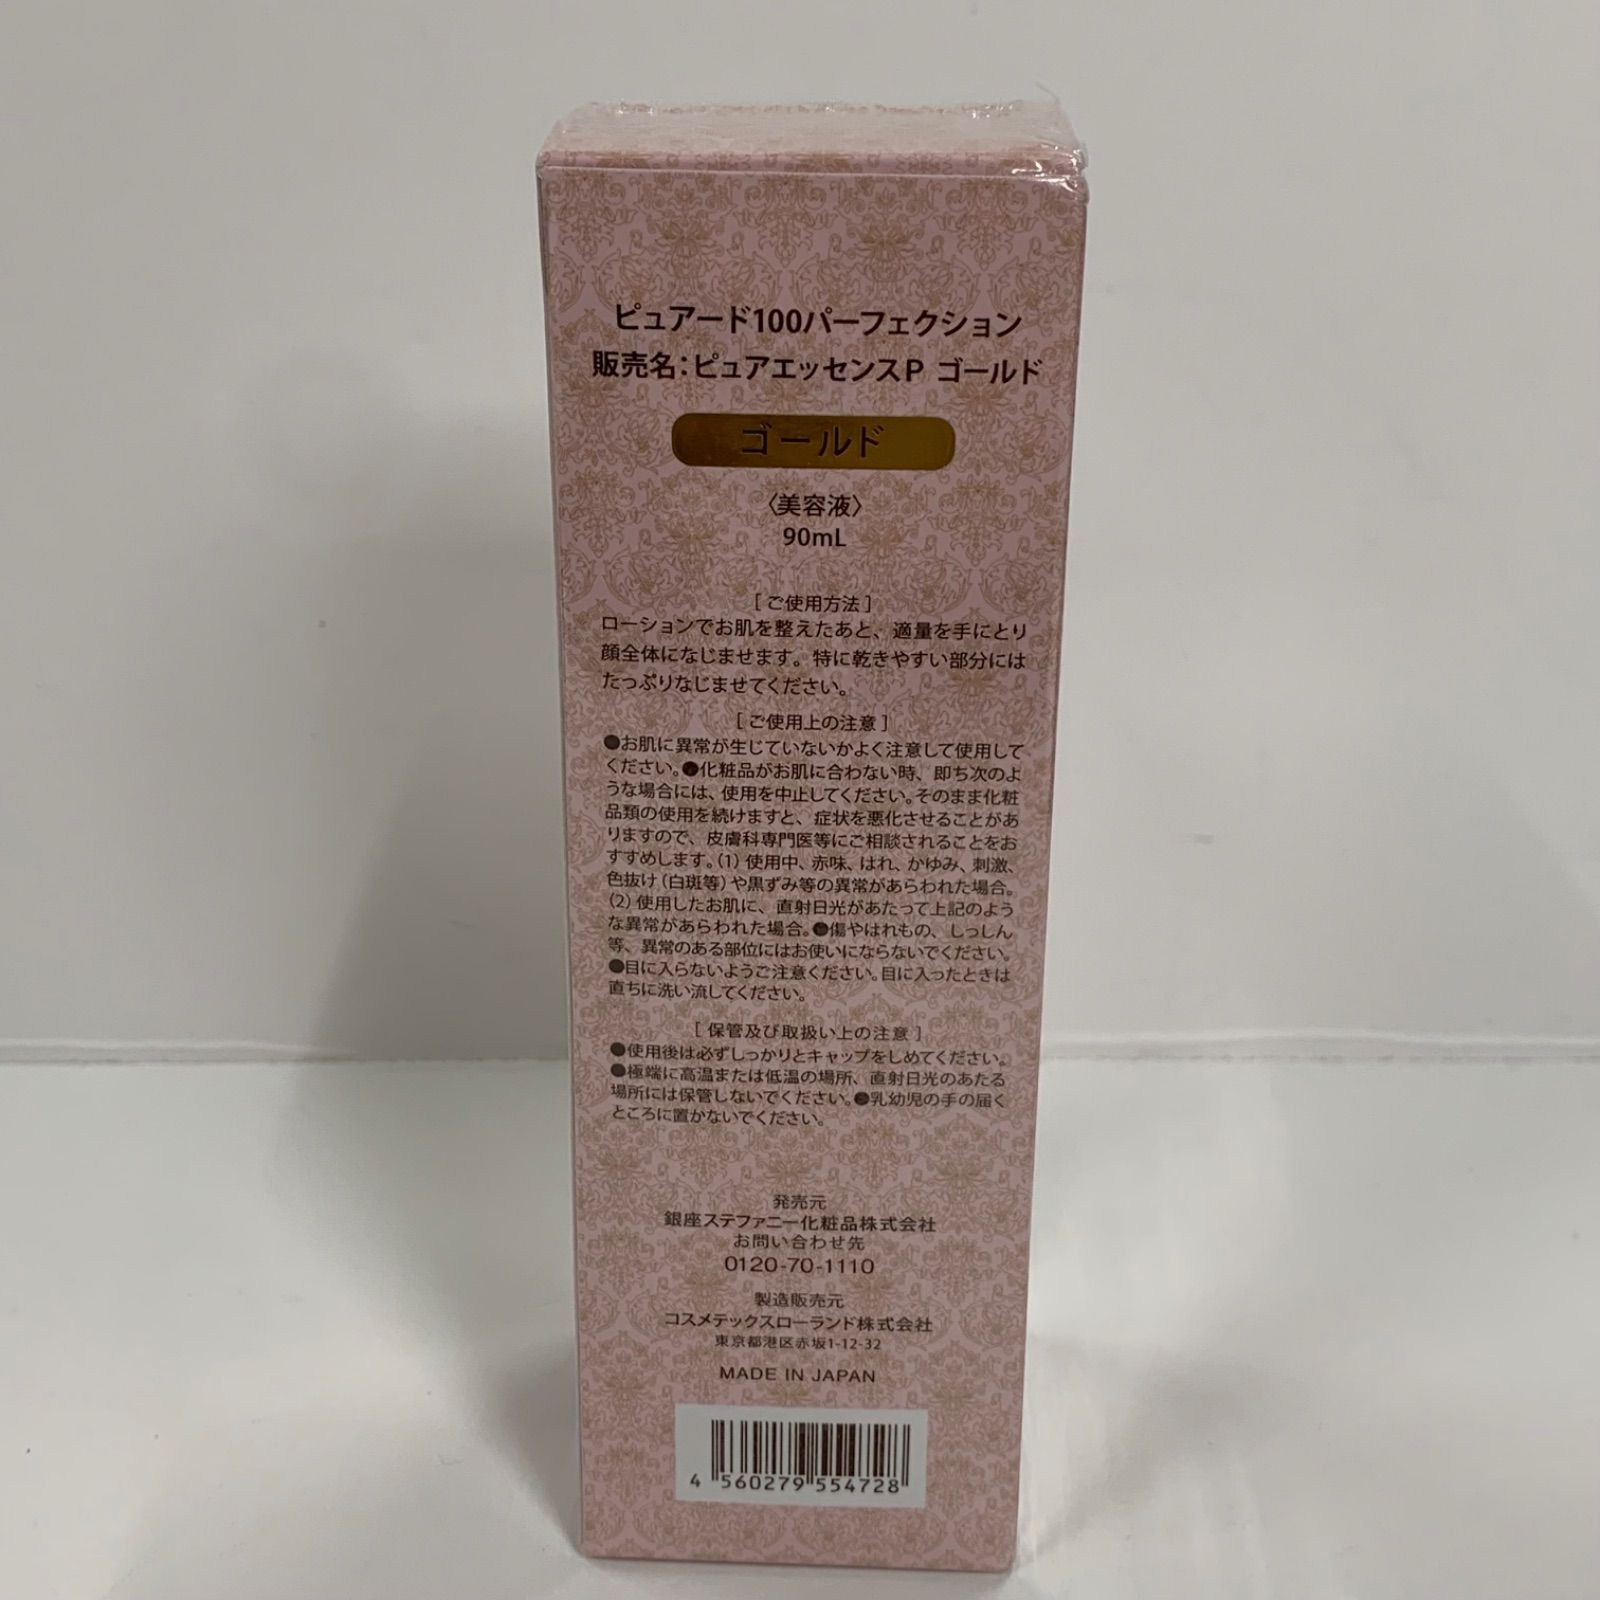 ピュアード100パーフェクション
販売名：ピュアエッセンスP ゴールド
ゴールド
〈美容液〉
90mL
［ご使用方法］
ローションでお肌を整えたあと、適量を手にとり
顔全体になじませます。特に乾きやすい部分には
たっぷりなじませてください。
［ご使用上の注意］
●お肌に異常が生じていないかよく注意して使用して
ください。●化粧品がお肌に合わない時、即ち次のよ
うな場合には、使用を中止してください。そのまま化粧
品類の使用を続けますと、症状を悪化させることがあ
りますので、皮膚科専門医等にご相談されることをお
すすめします。（1）使用中、赤味、はれ、かゆみ、刺激、
色抜け（白斑等）や黒ずみ等の異常があらわれた場合。
（2）使用したお肌に、直射日光があたって上記のよう
な異常があらわれた場合。●傷やはれもの、しっしん
等、異常のある部位にはお使いにならないでください。
●目に入らないようご注意ください。目に入ったときは
直ちに洗い流してください。
［保管及び取扱い上の注意］
●使用後は必ずしっかりとキャップをしめてください。
●極端に高温または低温の場所、直射日光のあたる
場所には保管しないでください。●乳幼児の手の届く
ところに置かないでください。
発売元
銀座ステファニー化粧品株式会社
お問い合わせ先
0120-70-1110
製造販売元
コスメテックスローランド株式会社
東京都港区赤坂1-12-32
MADE IN JAPAN
4 560279 554728